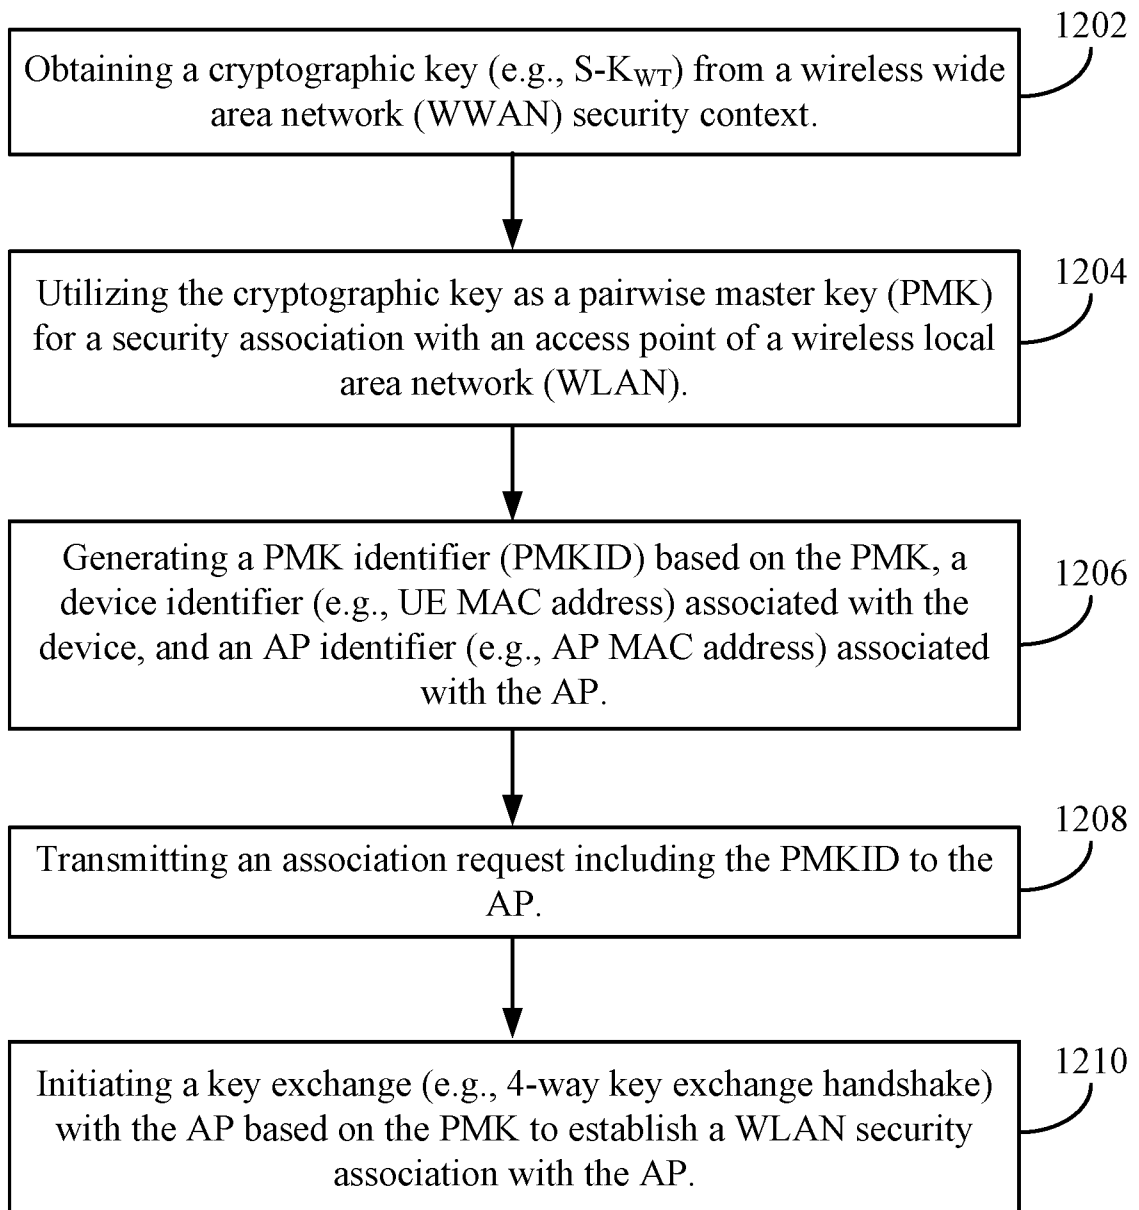 1202
Obtaining a cryptographic key (e.g., S-K_WT) from a wireless wide
area network (WWAN) security context.
1204
Utilizing the cryptographic key as a pairwise master key (PMK)
for a security association with an access point of a wireless local
area network (WLAN).
1206
Generating a PMK identifier (PMKID) based on the PMK, a
device identifier (e.g., UE MAC address) associated with the
device, and an AP identifier (e.g., AP MAC address) associated
with the AP.
1208
Transmitting an association request including the PMKID to the
AP.
1210
Initiating a key exchange (e.g., 4-way key exchange handshake)
with the AP based on the PMK to establish a WLAN security
association with the AP.